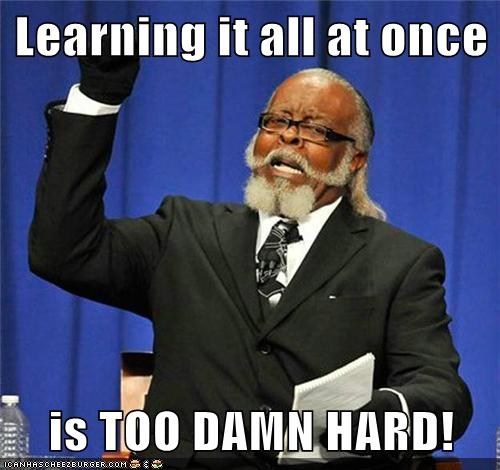 Learning it all at once
is TOO DAMN HARD!
ICANHASCHEEZBURGER.COM